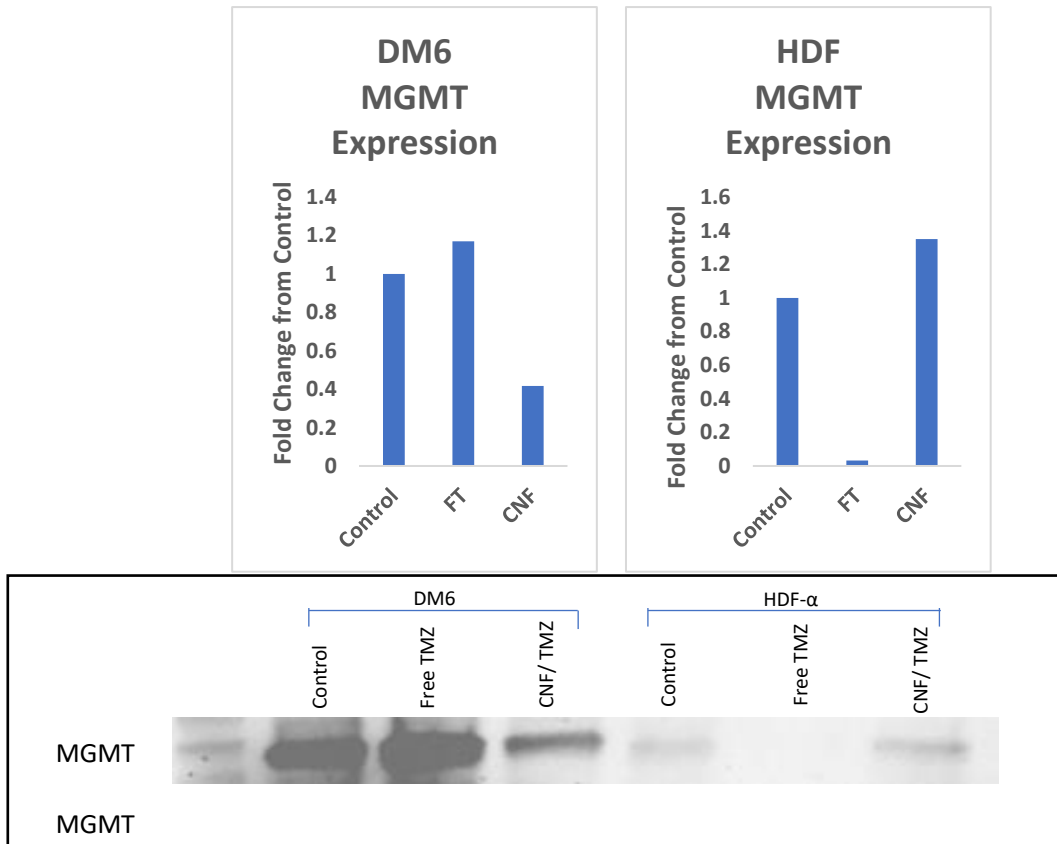 DM6
MGMT
Expression
Fold Change from Control
1.4
1.2
1
0.8
0.6
0.4
0.2
0
Control
FT
CNF
HDF
MGMT
Expression
Fold Change from Control
1.6
1.4
1.2
1
0.8
0.6
0.4
0.2
0
Control
FT
CNF
DM6
HDF-α
Control
Free TMZ
CNF/ TMZ
Control
Free TMZ
CNF/ TMZ
MGMT
MGMT